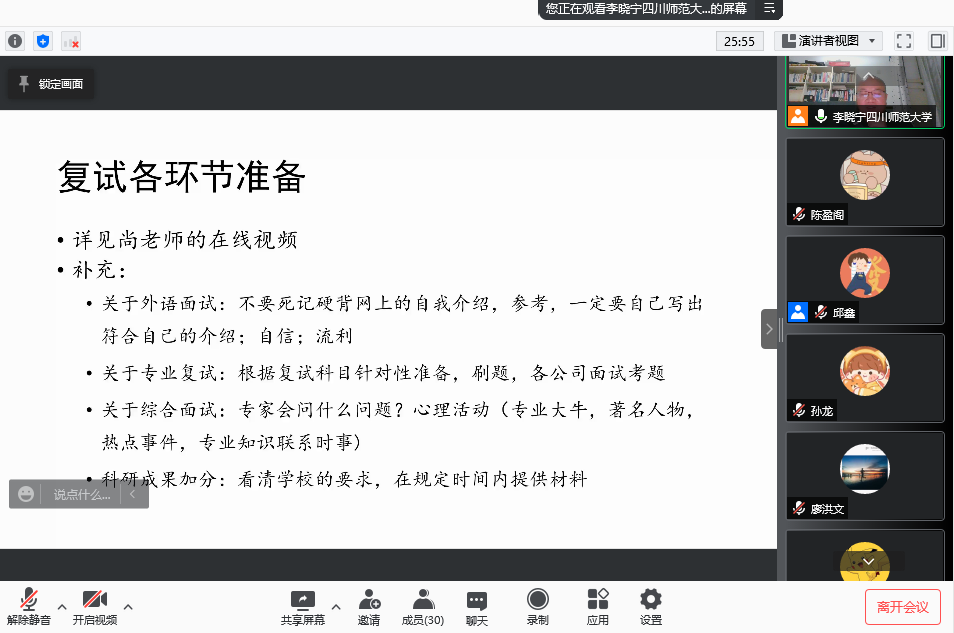 您正在观看李晓宁四川师范大...的屏幕
25:55
演讲者视图
锁定画面
复试各环节准备
• 详见尚老师的在线视频
• 补充：
• 关于外语面试：不要死记硬背网上的自我介绍，参考，一定要自己写出
符合自己的介绍；自信；流利
• 关于专业复试：根据复试科目针对性准备，刷题，各公司面试考题
• 关于综合面试：专家会问什么问题？心理活动（专业大牛，著名人物，
热点事件，专业知识联系时事）
• 科研成果加分：看清学校的要求，在规定时间内提供材料
说点什么...
李晓宁四川师范大学
陈盈阁
邱鑫
孙龙
廖洪文
解除静音
开启视频
共享屏幕
邀请
成员(30)
聊天
录制
应用
设置
离开会议